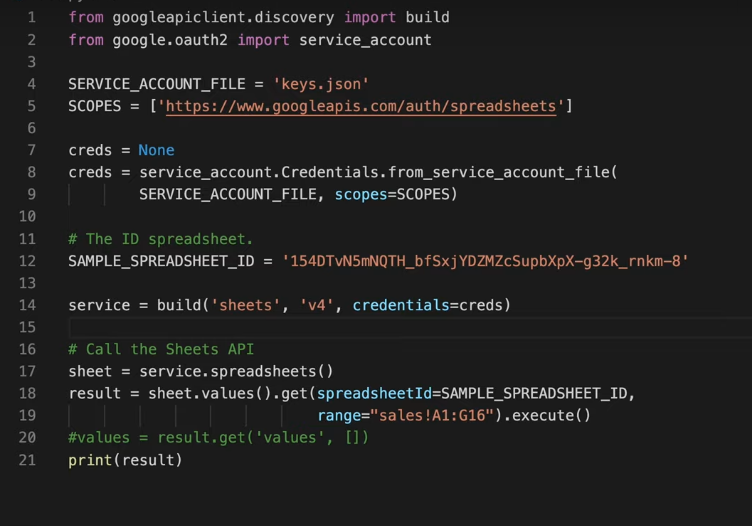 1 from googleapiclient.discovery import build
2 from google.oauth2 import service_account
3
4 SERVICE_ACCOUNT_FILE = 'keys.json'
5 SCOPES = ['https://www.googleapis.com/auth/spreadsheets']
6
7 creds = None
8 creds = service_account.Credentials.from_service_account_file(
9         SERVICE_ACCOUNT_FILE, scopes=SCOPES)
10
11 # The ID spreadsheet.
12 SAMPLE_SPREADSHEET_ID = '154DTvN5mNQTH_bfSxjYDZMZcSupbXpX-g32k_rnkm-8'
13
14 service = build('sheets', 'v4', credentials=creds)
15
16 # Call the Sheets API
17 sheet = service.spreadsheets()
18 result = sheet.values().get(spreadsheetId=SAMPLE_SPREADSHEET_ID,
19                             range="sales!A1:G16").execute()
20 #values = result.get('values', [])
21 print(result)